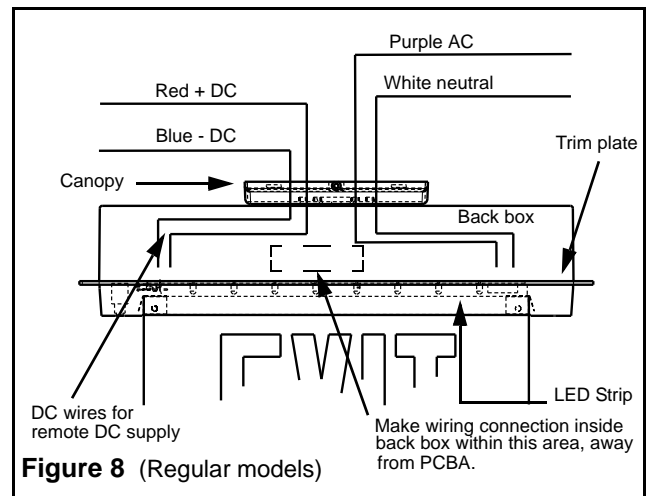 Purple AC
White neutral
Red + DC
Blue - DC
Trim plate
Canopy
Back box
EXIT
DC wires for
remote DC supply
LED Strip
Make wiring connection inside
back box within this area, away
from PCBA.
Figure 8 (Regular models)